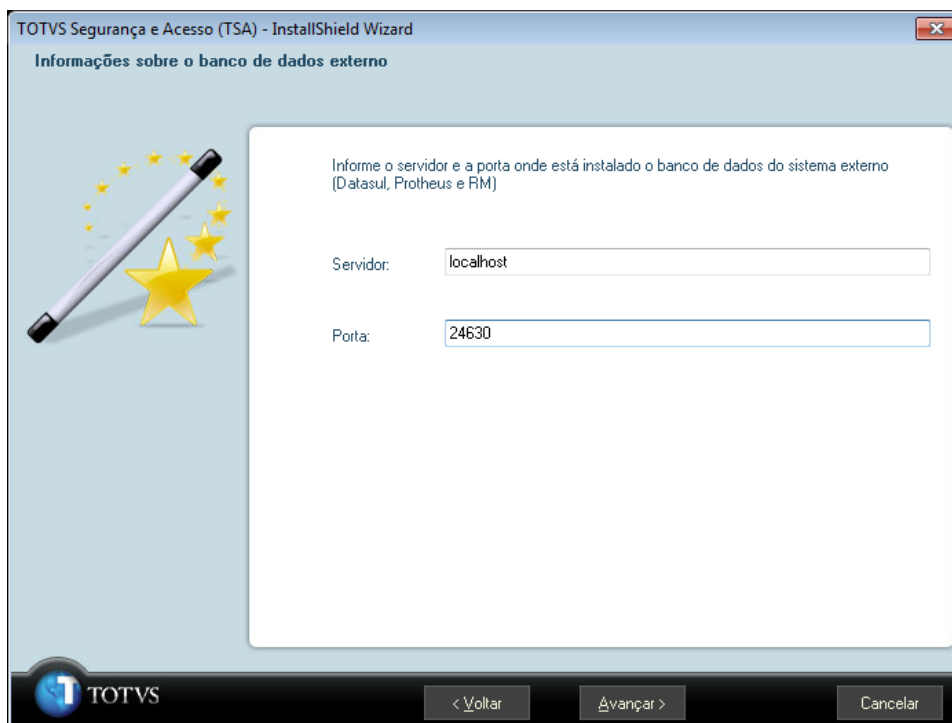 TOTVS Segurança e Acesso (TSA) - InstallShield Wizard
Informações sobre o banco de dados externo
Informe o servidor e a porta onde está instalado o banco de dados do sistema externo
(Datasul, Protheus e RM)
Servidor: localhost
Porta: 24630
TOTVS
< Voltar Avançar > Cancelar